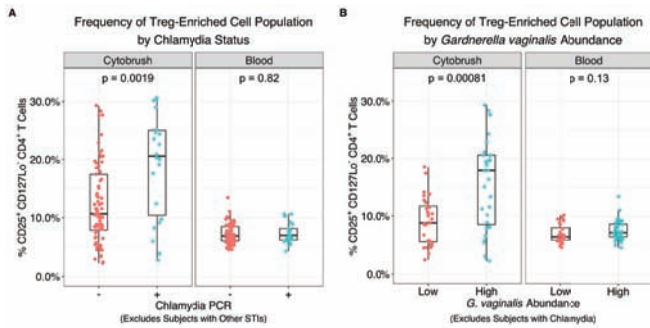 A
Frequency of Treg-Enriched Cell Population
by Chlamydia Status
Cytobrush
Blood
p = 0.0019
p = 0.82
% CD25⁺ CD127Lo⁻ CD4⁺ T Cells
30.0%
20.0%
10.0%
0.0%
-
+
-
+
Chlamydia PCR
(Excludes Subjects with Other STIs)
B
Frequency of Treg-Enriched Cell Population
by Gardnerella vaginalis Abundance
Cytobrush
Blood
p = 0.00081
p = 0.13
% CD25⁺ CD127Lo⁻ CD4⁺ T Cells
30.0%
20.0%
10.0%
0.0%
Low
High
Low
High
G. vaginalis Abundance
(Excludes Subjects with Chlamydia)